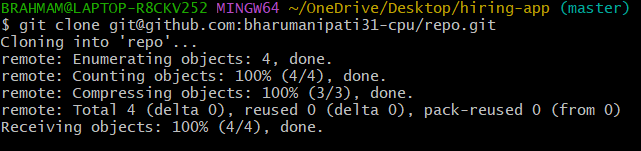 BRAHMAM@LAPTOP-R8CKV252 MINGW64 ~/OneDrive/Desktop/hiring-app (master)
$ git clone git@github.com:bharumanipati31-cpu/repo.git
Cloning into 'repo'...
remote: Enumerating objects: 4, done.
remote: Counting objects: 100% (4/4), done.
remote: Compressing objects: 100% (3/3), done.
remote: Total 4 (delta 0), reused 0 (delta 0), pack-reused 0 (from 0)
Receiving objects: 100% (4/4), done.